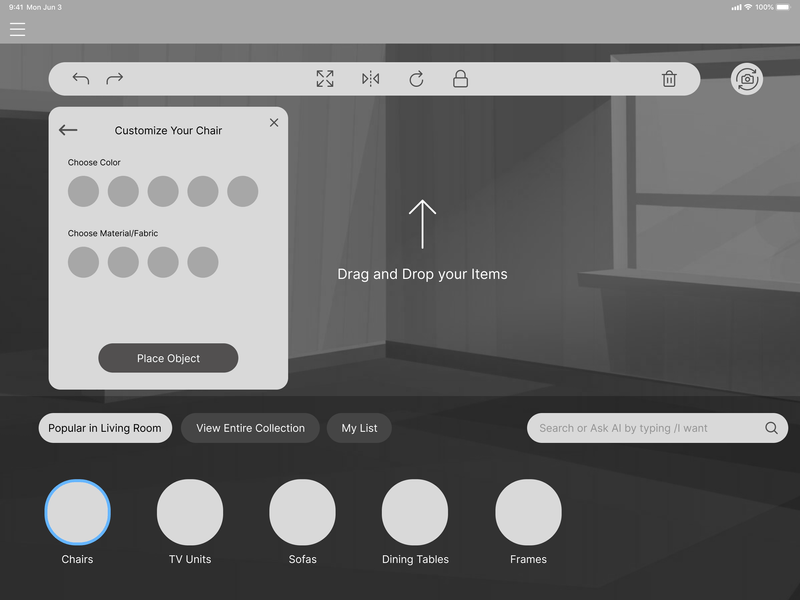 9:41 Mon Jun 3
100%
Customize Your Chair
Choose Color
Choose Material/Fabric
Drag and Drop your Items
Place Object
Popular in Living Room
View Entire Collection
My List
Search or Ask AI by typing /I want
Chairs
TV Units
Sofas
Dining Tables
Frames